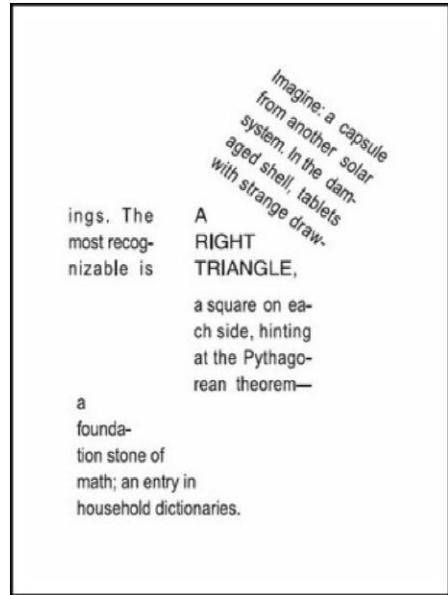 Imagine: a capsule
from another solar
system. In the dam-
aged shell, tablets
with strange draw-
ings. The
most recog-
nizable is
A
RIGHT
TRIANGLE,
a square on ea-
ch side, hinting
at the Pythago-
rean theorem—
a
founda-
tion stone of
math; an entry in
household dictionaries.